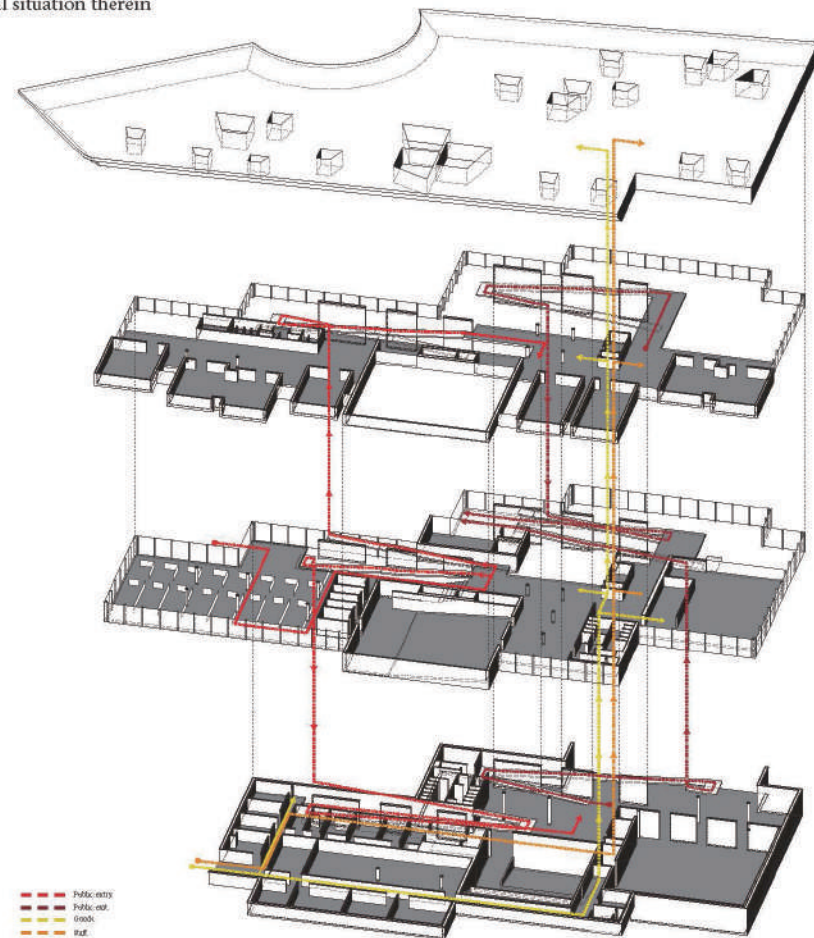 l situation therein
Public entry
Public exit
Goods
Staff